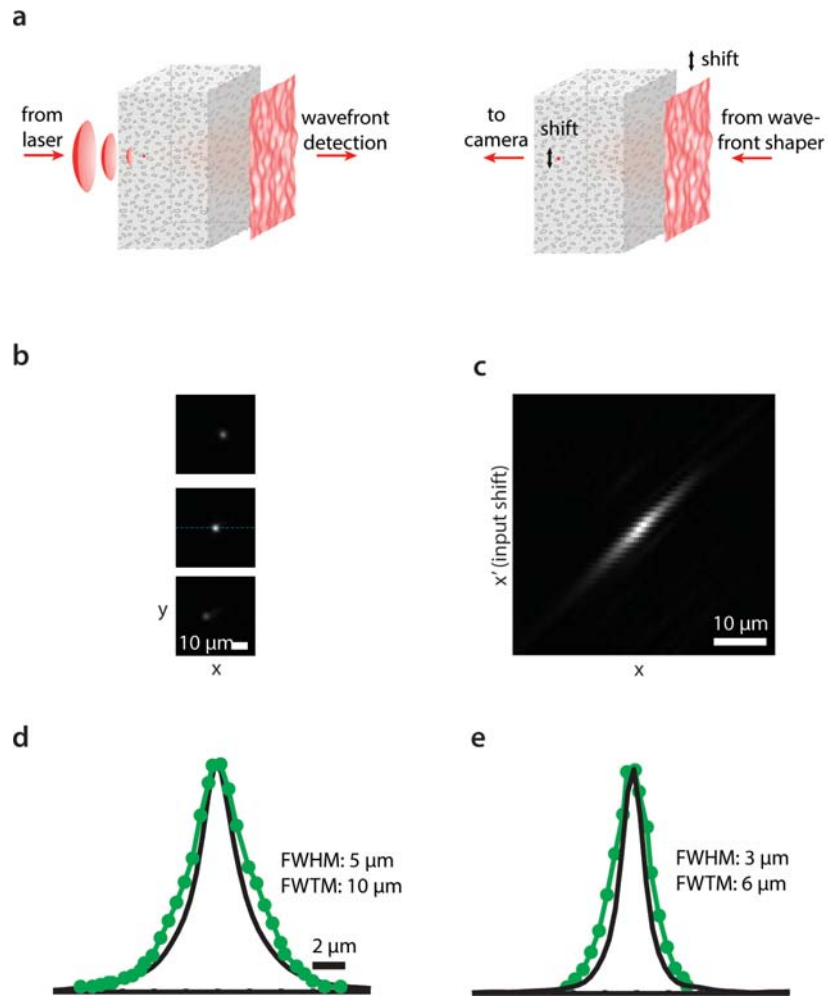 a
from
laser
wavefront
detection
to
camera
shift
shift
from wave-
front shaper
b
c
y
10 μm
x
x' (input shift)
10 μm
x
d
e
FWHM: 5 μm
FWTM: 10 μm
2 μm
FWHM: 3 μm
FWTM: 6 μm